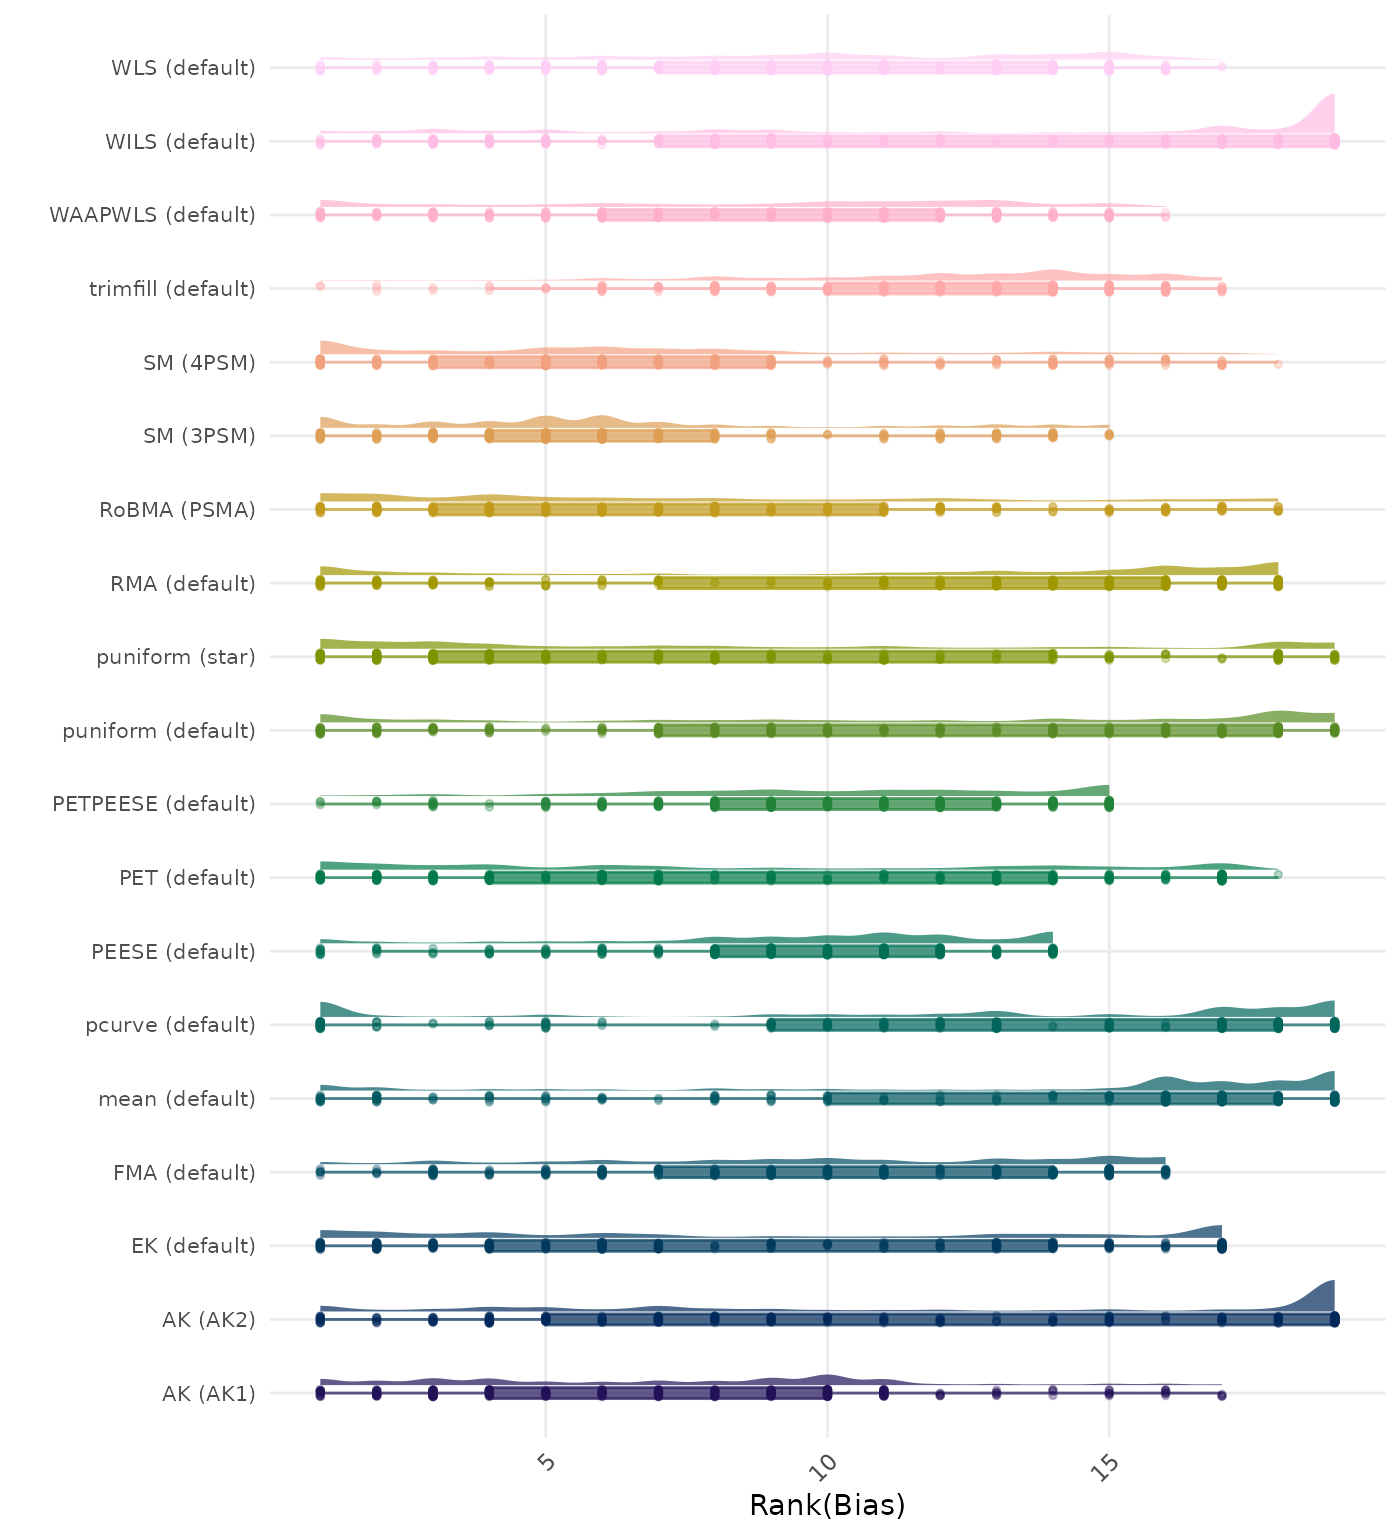 WLS (default)
WILS (default)
WAAPWLS (default)
trimfill (default)
SM (4PSM)
SM (3PSM)
RoBMA (PSMA)
RMA (default)
puniform (star)
puniform (default)
PETPEESE (default)
PET (default)
PEESE (default)
pcurve (default)
mean (default)
FMA (default)
EK (default)
AK (AK2)
AK (AK1)
5
10
15
Rank(Bias)